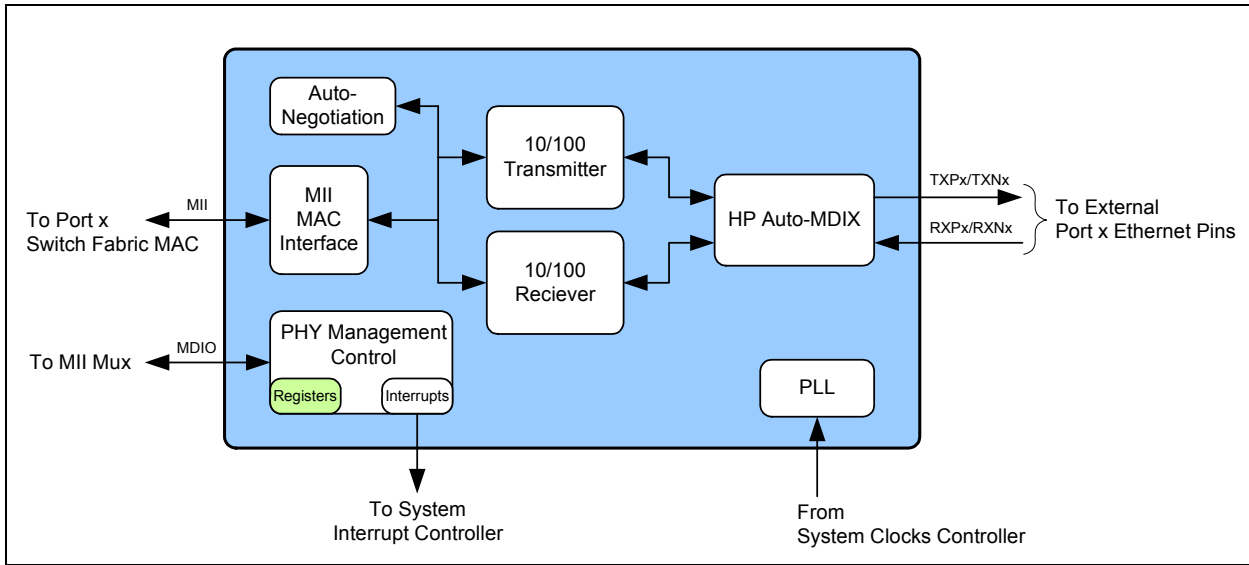 Auto-
Negotiation
10/100
Transmitter
MII
MAC
Interface
MII
To Port x
Switch Fabric MAC
HP Auto-MDIX
TXPx/TXNx
RXPx/RXNx
To External
Port x Ethernet Pins
10/100
Reciever
PHY Management
Control
Registers
Interrupts
MDIO
To MII Mux
PLL
To System
Interrupt Controller
From
System Clocks Controller